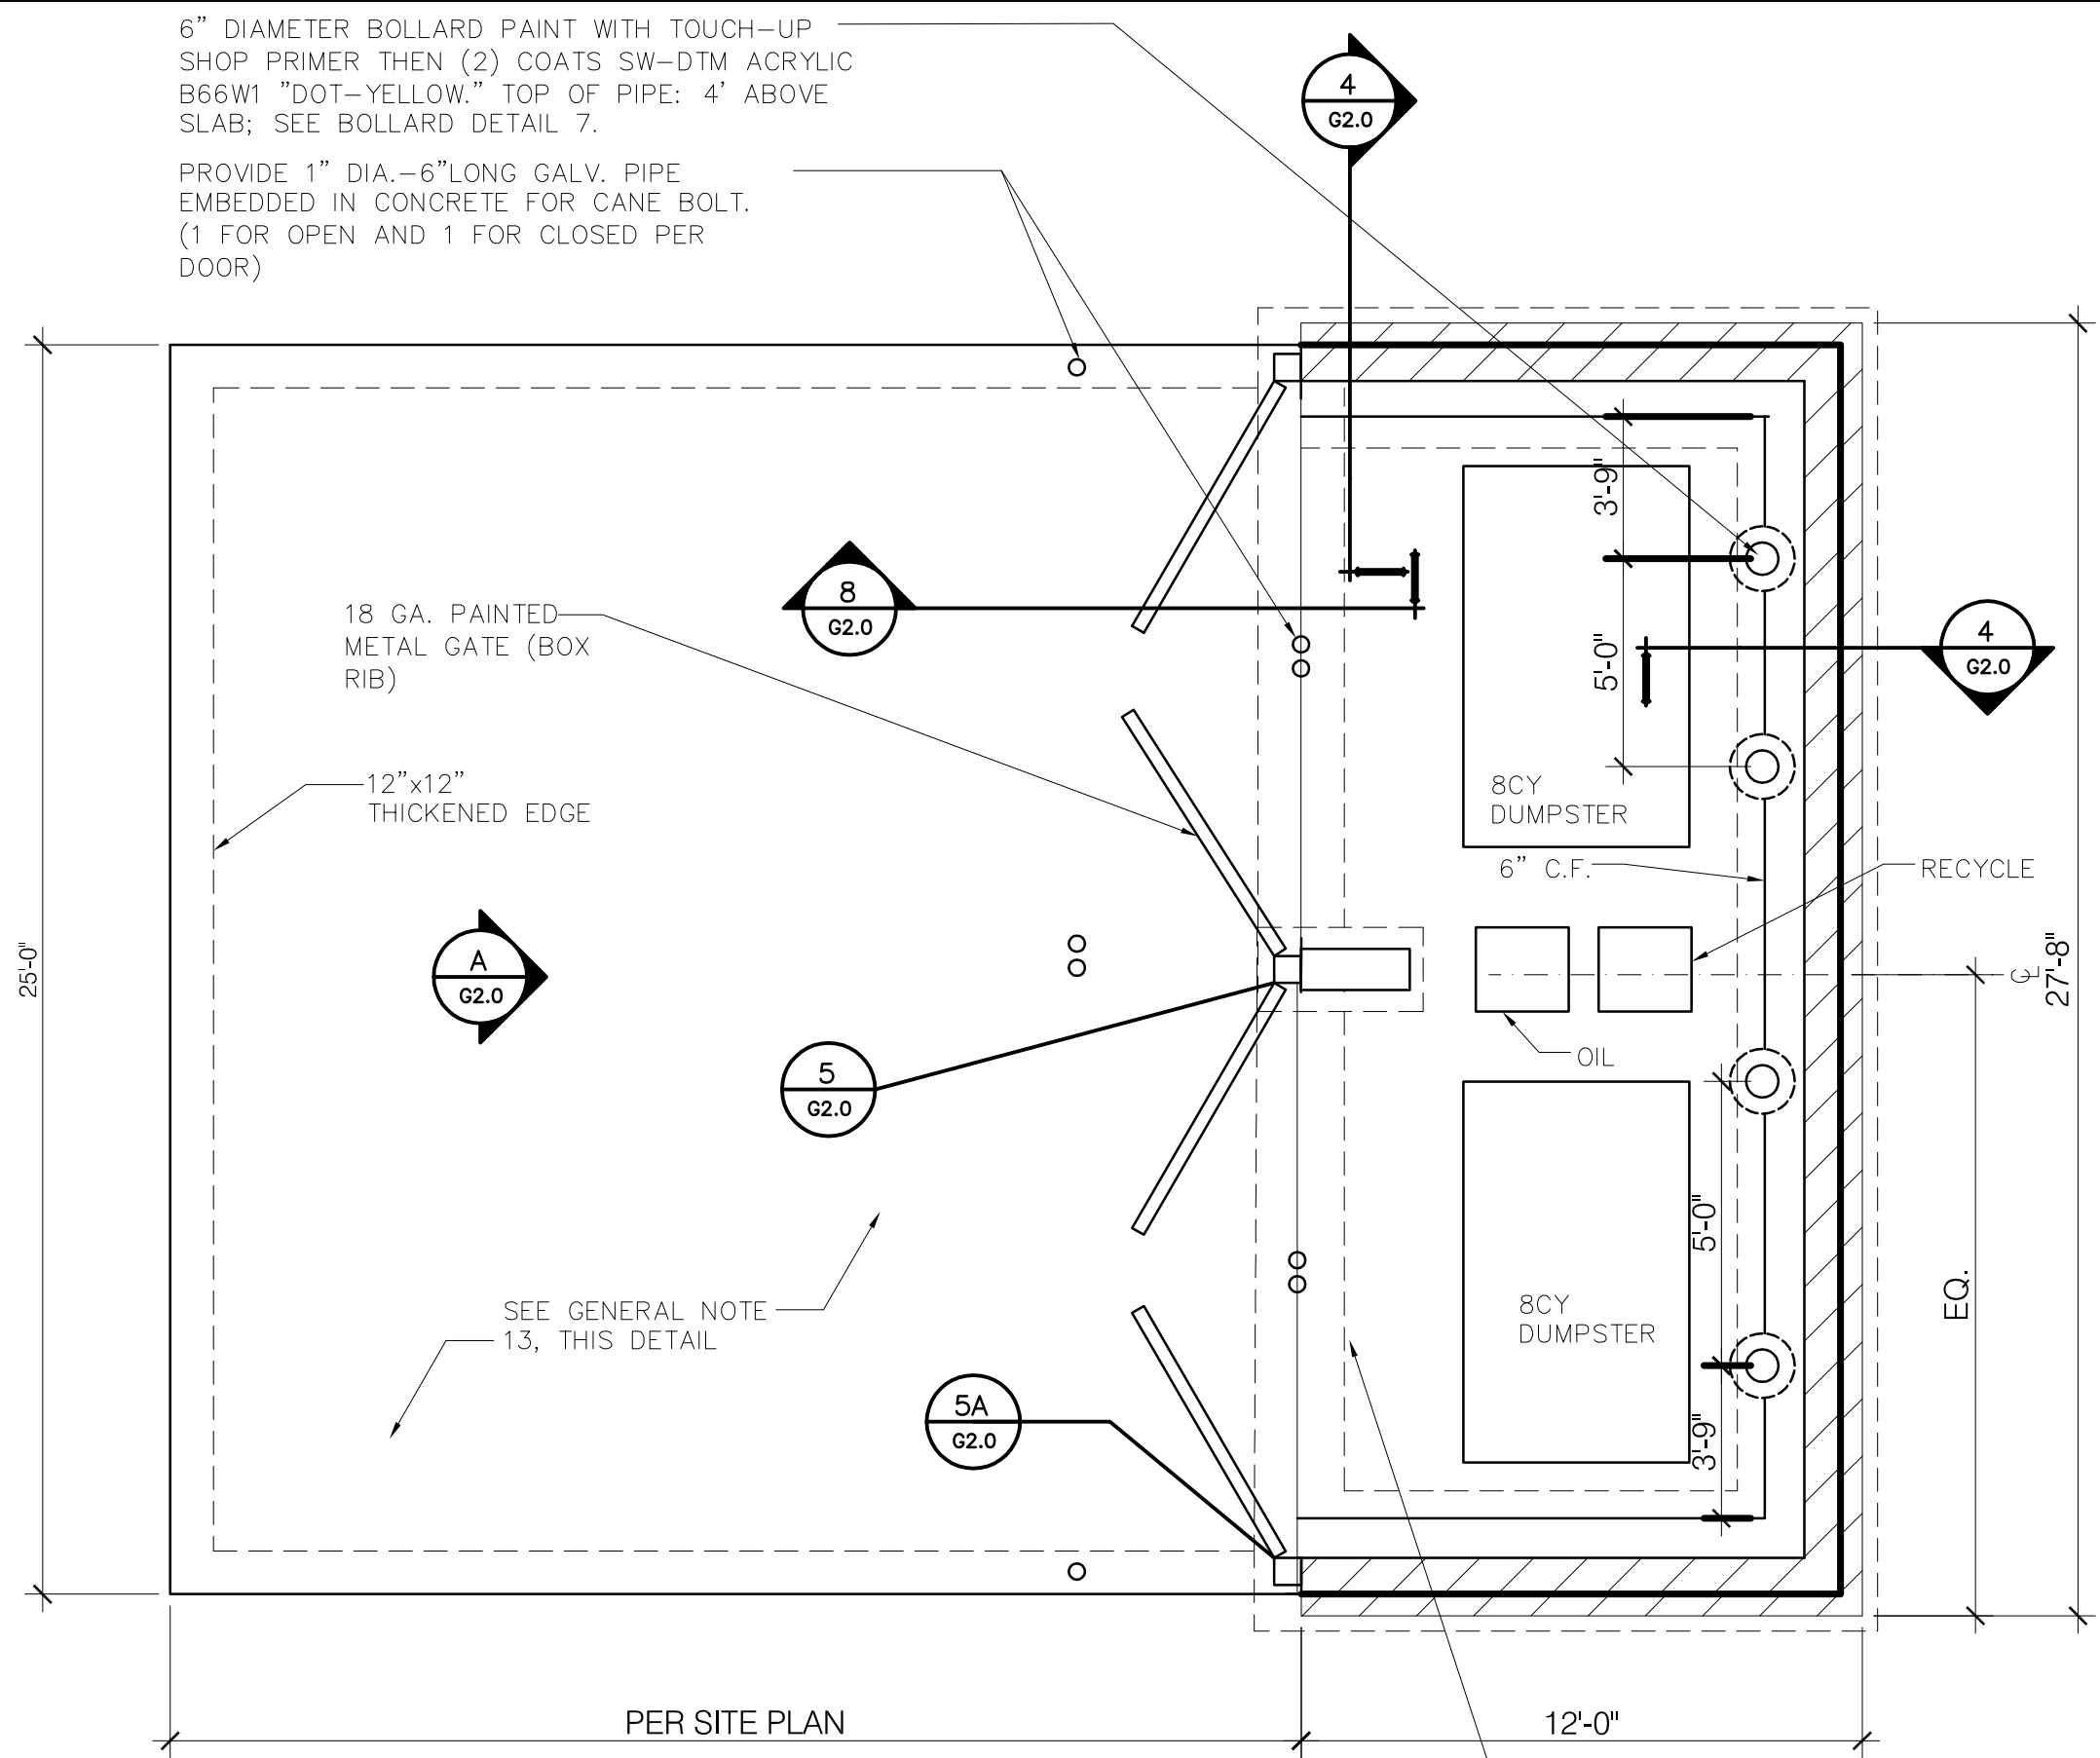 6” DIAMETER BOLLARD PAINT WITH TOUCH–UP
SHOP PRIMER THEN (2) COATS SW–DTM ACRYLIC
B66W1 ”DOT–YELLOW.” TOP OF PIPE: 4’ ABOVE
SLAB; SEE BOLLARD DETAIL 7.
PROVIDE 1” DIA.–6”LONG GALV. PIPE
EMBEDDED IN CONCRETE FOR CANE BOLT.
(1 FOR OPEN AND 1 FOR CLOSED PER
DOOR)
4
G2.0
3'-9"
8
G2.0
18 GA. PAINTED
METAL GATE (BOX
RIB)
5'-0"
4
G2.0
12”x12”
THICKENED EDGE
8CY
DUMPSTER
6” C.F.
RECYCLE
25'-0"
A
G2.0
CL
27'-8"
OIL
5
G2.0
5'-0"
SEE GENERAL NOTE
13, THIS DETAIL
8CY
DUMPSTER
EQ.
5A
G2.0
3'-9"
PER SITE PLAN
12'-0"